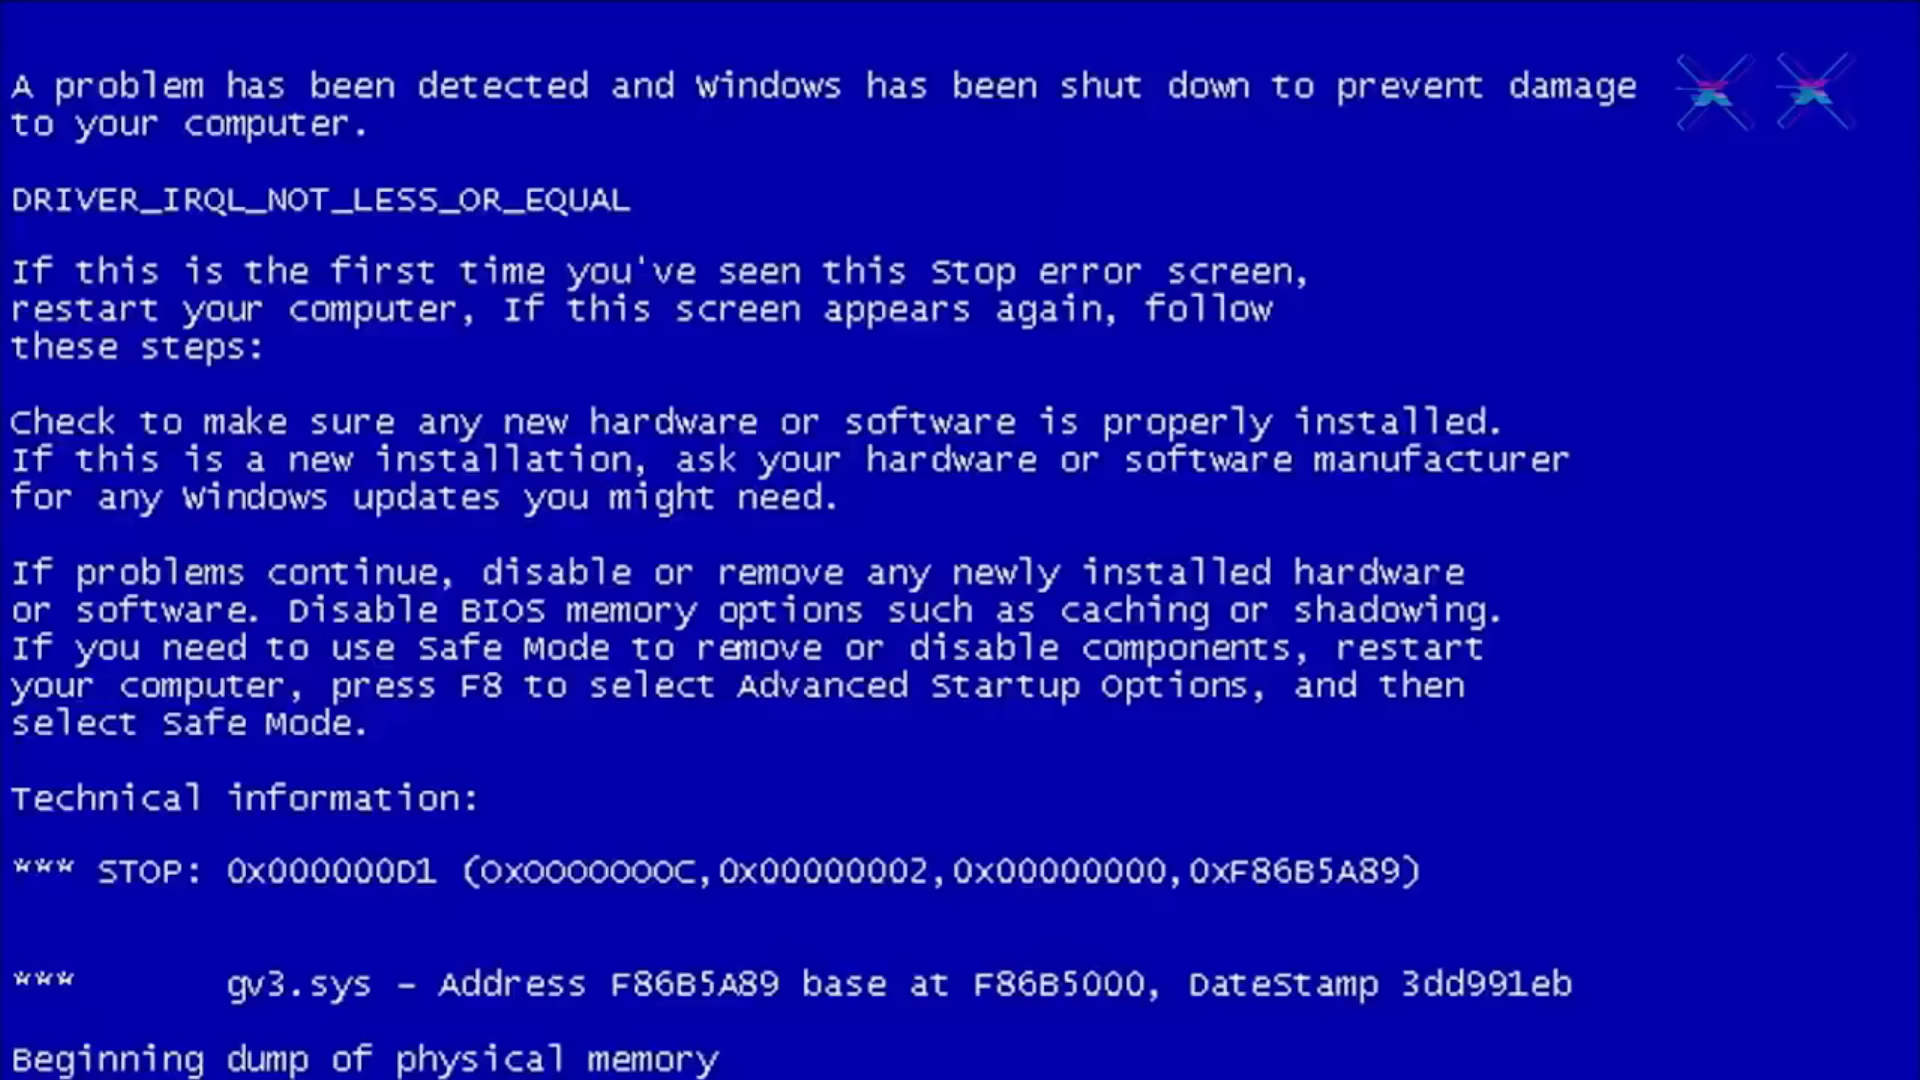 A problem has been detected and Windows has been shut down to prevent damage
to your computer.
DRIVER_IRQL_NOT_LESS_OR_EQUAL
If this is the first time you've seen this Stop error screen,
restart your computer, If this screen appears again, follow
these steps:
Check to make sure any new hardware or software is properly installed.
If this is a new installation, ask your hardware or software manufacturer
for any Windows updates you might need.
If problems continue, disable or remove any newly installed hardware
or software. Disable BIOS memory options such as caching or shadowing.
If you need to use Safe Mode to remove or disable components, restart
your computer, press F8 to select Advanced Startup Options, and then
select Safe Mode.
Technical information:
*** STOP: 0x000000D1 (0x0000000C,0x00000002,0x00000000,0xF86B5A89)
*** gv3.sys – Address F86B5A89 base at F86B5000, DateStamp 3dd991eb
Beginning dump of physical memory